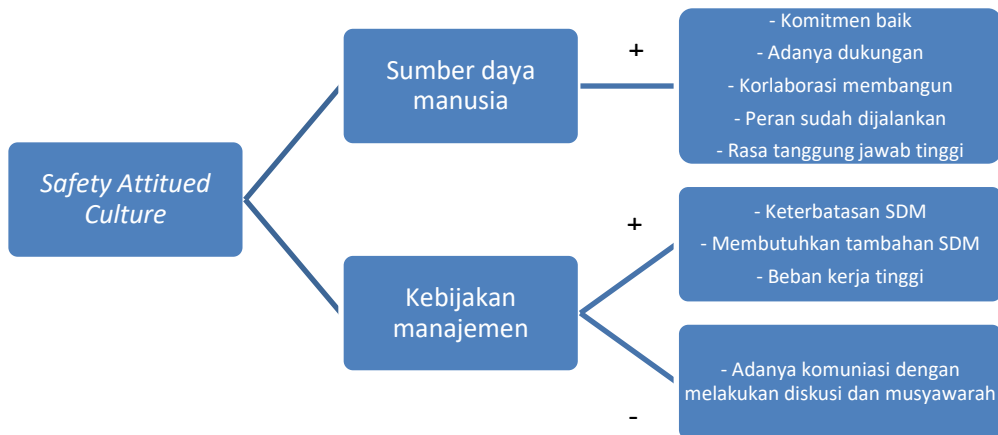 Safety Attitued
Culture
Sumber daya
manusia
+
- Komitmen baik
- Adanya dukungan
- Korlaborasi membangun
- Peran sudah dijalankan
- Rasa tanggung jawab tinggi
Kebijakan
manajemen
+
- Keterbatasan SDM
- Membutuhkan tambahan SDM
- Beban kerja tinggi
-
- Adanya komuniasi dengan
melakukan diskusi dan musyawarah